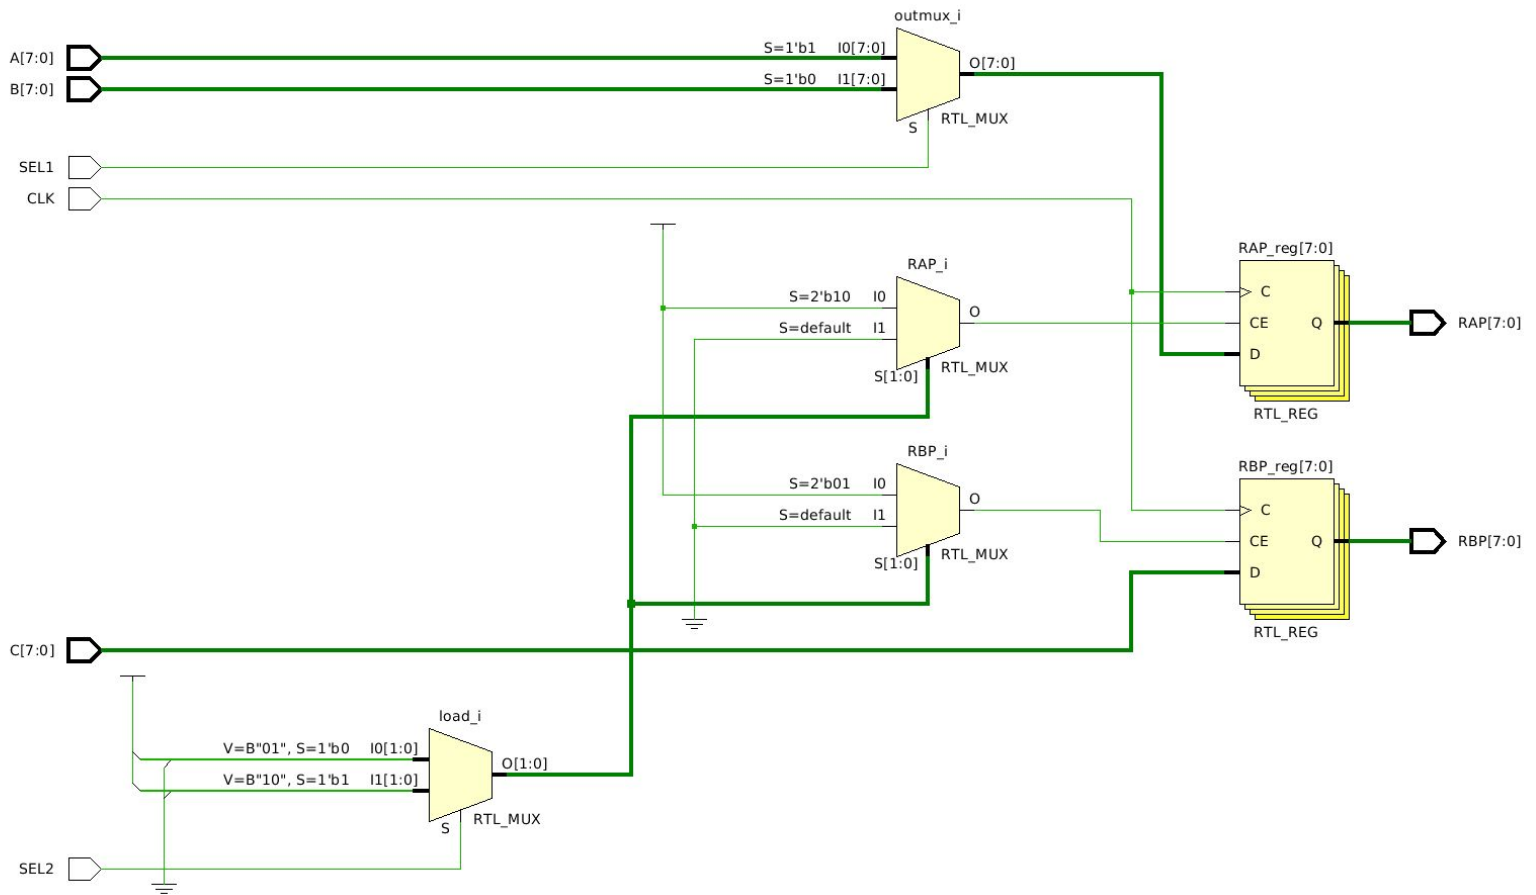 outmux_i
A[7:0]
S=1'b1 I0[7:0]
O[7:0]
B[7:0]
S=1'b0 I1[7:0]
RTL_MUX
S
SEL1
CLK
RAP_reg[7:0]
RAP_i
C
S=2'b10 I0
O
CE
Q
RAP[7:0]
S=default I1
D
S[1:0]
RTL_MUX
RTL_REG
RBP_i
RBP_reg[7:0]
S=2'b01 I0
O
C
S=default I1
CE
Q
RBP[7:0]
S[1:0]
RTL_MUX
D
RTL_REG
C[7:0]
load_i
V=B"01", S=1'b0 I0[1:0]
O[1:0]
V=B"10", S=1'b1 I1[1:0]
S
RTL_MUX
SEL2